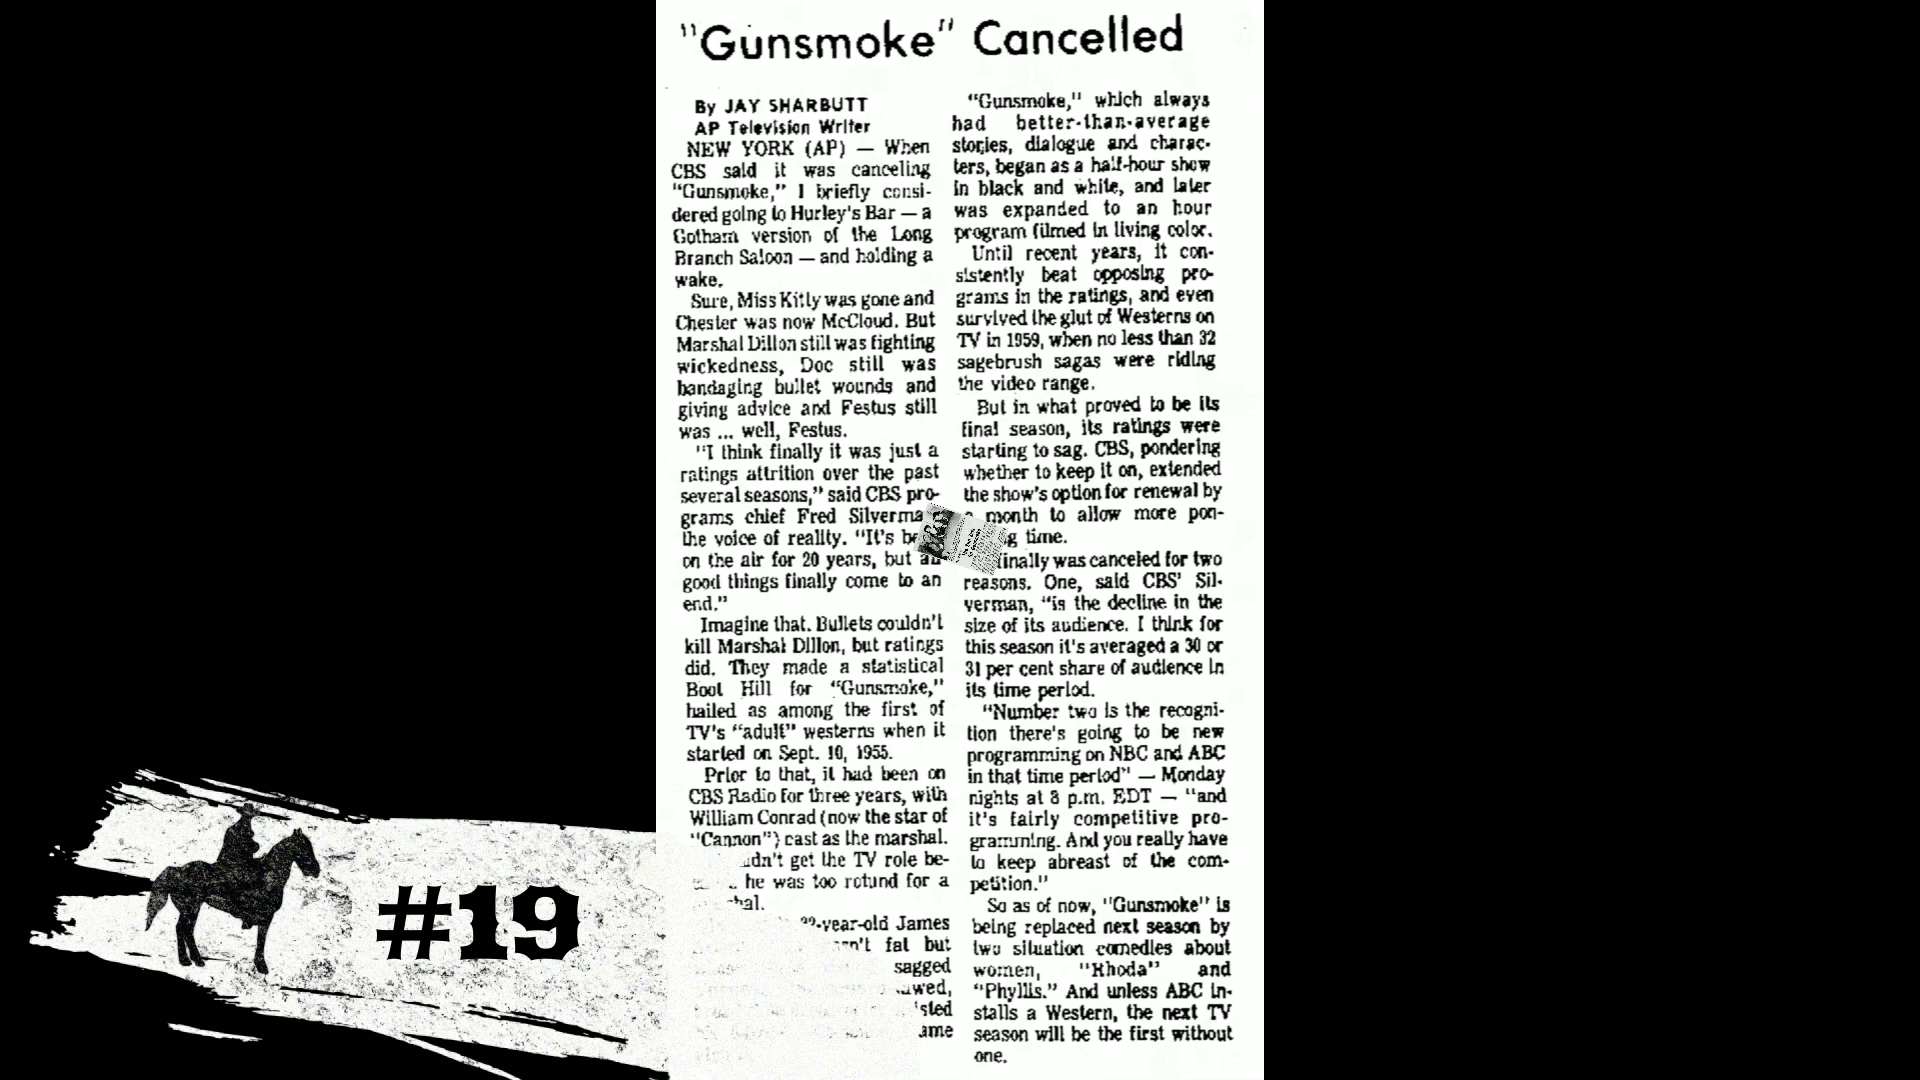 "Gunsmoke" Cancelled
By JAY SHARBUTT
AP Television Writer
NEW YORK (AP) — When
CBS said it was canceling
"Gunsmoke," I briefly consi-
dered going to Hurley's Bar — a
Gotham version of the Long
Branch Saloon — and holding a
wake.
Sure, Miss Kitty was gone and
Chester was now McCloud. But
Marshal Dillon still was fighting
wickedness, Doc still was
bandaging bullet wounds and
giving advice and Festus still
was ... well, Festus.
"I think finally it was just a
ratings attrition over the past
several seasons," said CBS pro-
grams chief Fred
the voice of reality. "It's
on the air for 20 years, but
good things finally come to an
end."
Imagine that. Bullets couldn't
kill Marshal Dillon, but ratings
did. They made a statistical
Boot Hill for "Gunsmoke,"
hailed as among the first of
TV's "adult" westerns when it
started on Sept. 10, 1955.
Prior to that, it had been on
CBS Radio for three years, with
William Conrad (now the star of
"Cannon") cast as the marshal.
get the TV role be-
he was too rotund for a
-year-old James
fat but
sagged
"Gunsmoke," which always
had better-than-average
stories, dialogue and charac-
ters, began as a half-hour show
in black and white, and later
was expanded to an hour
program filmed in living color.
Until recent years, it con-
sistently beat opposing pro-
grams in the ratings, and even
survived the glut of Westerns on
TV in 1959, when no less than 32
sagebrush sagas were riding
the video range.
But in what proved to be its
final season, its ratings were
starting to sag. CBS, pondering
whether to keep it on, extended
the show's option for renewal by
month to allow more pon-
time.
finally was canceled for two
reasons. One, said CBS' Sil-
verman, "is the decline in the
size of its audience. I think for
this season it's averaged a 30 or
31 per cent share of audience in
its time period.
"Number two is the recogni-
tion there's going to be new
programming on NBC and ABC
in that time period" — Monday
nights at 8 p.m. EDT — "and
it's fairly competitive pro-
gramming. And you really have
to keep abreast of the com-
petition."
So as of now, "Gunsmoke" is
being replaced next season by
two situation comedies about
women, "Rhoda" and
"Phyllis." And unless ABC in-
stalls a Western, the next TV
season will be the first without
one.
#19